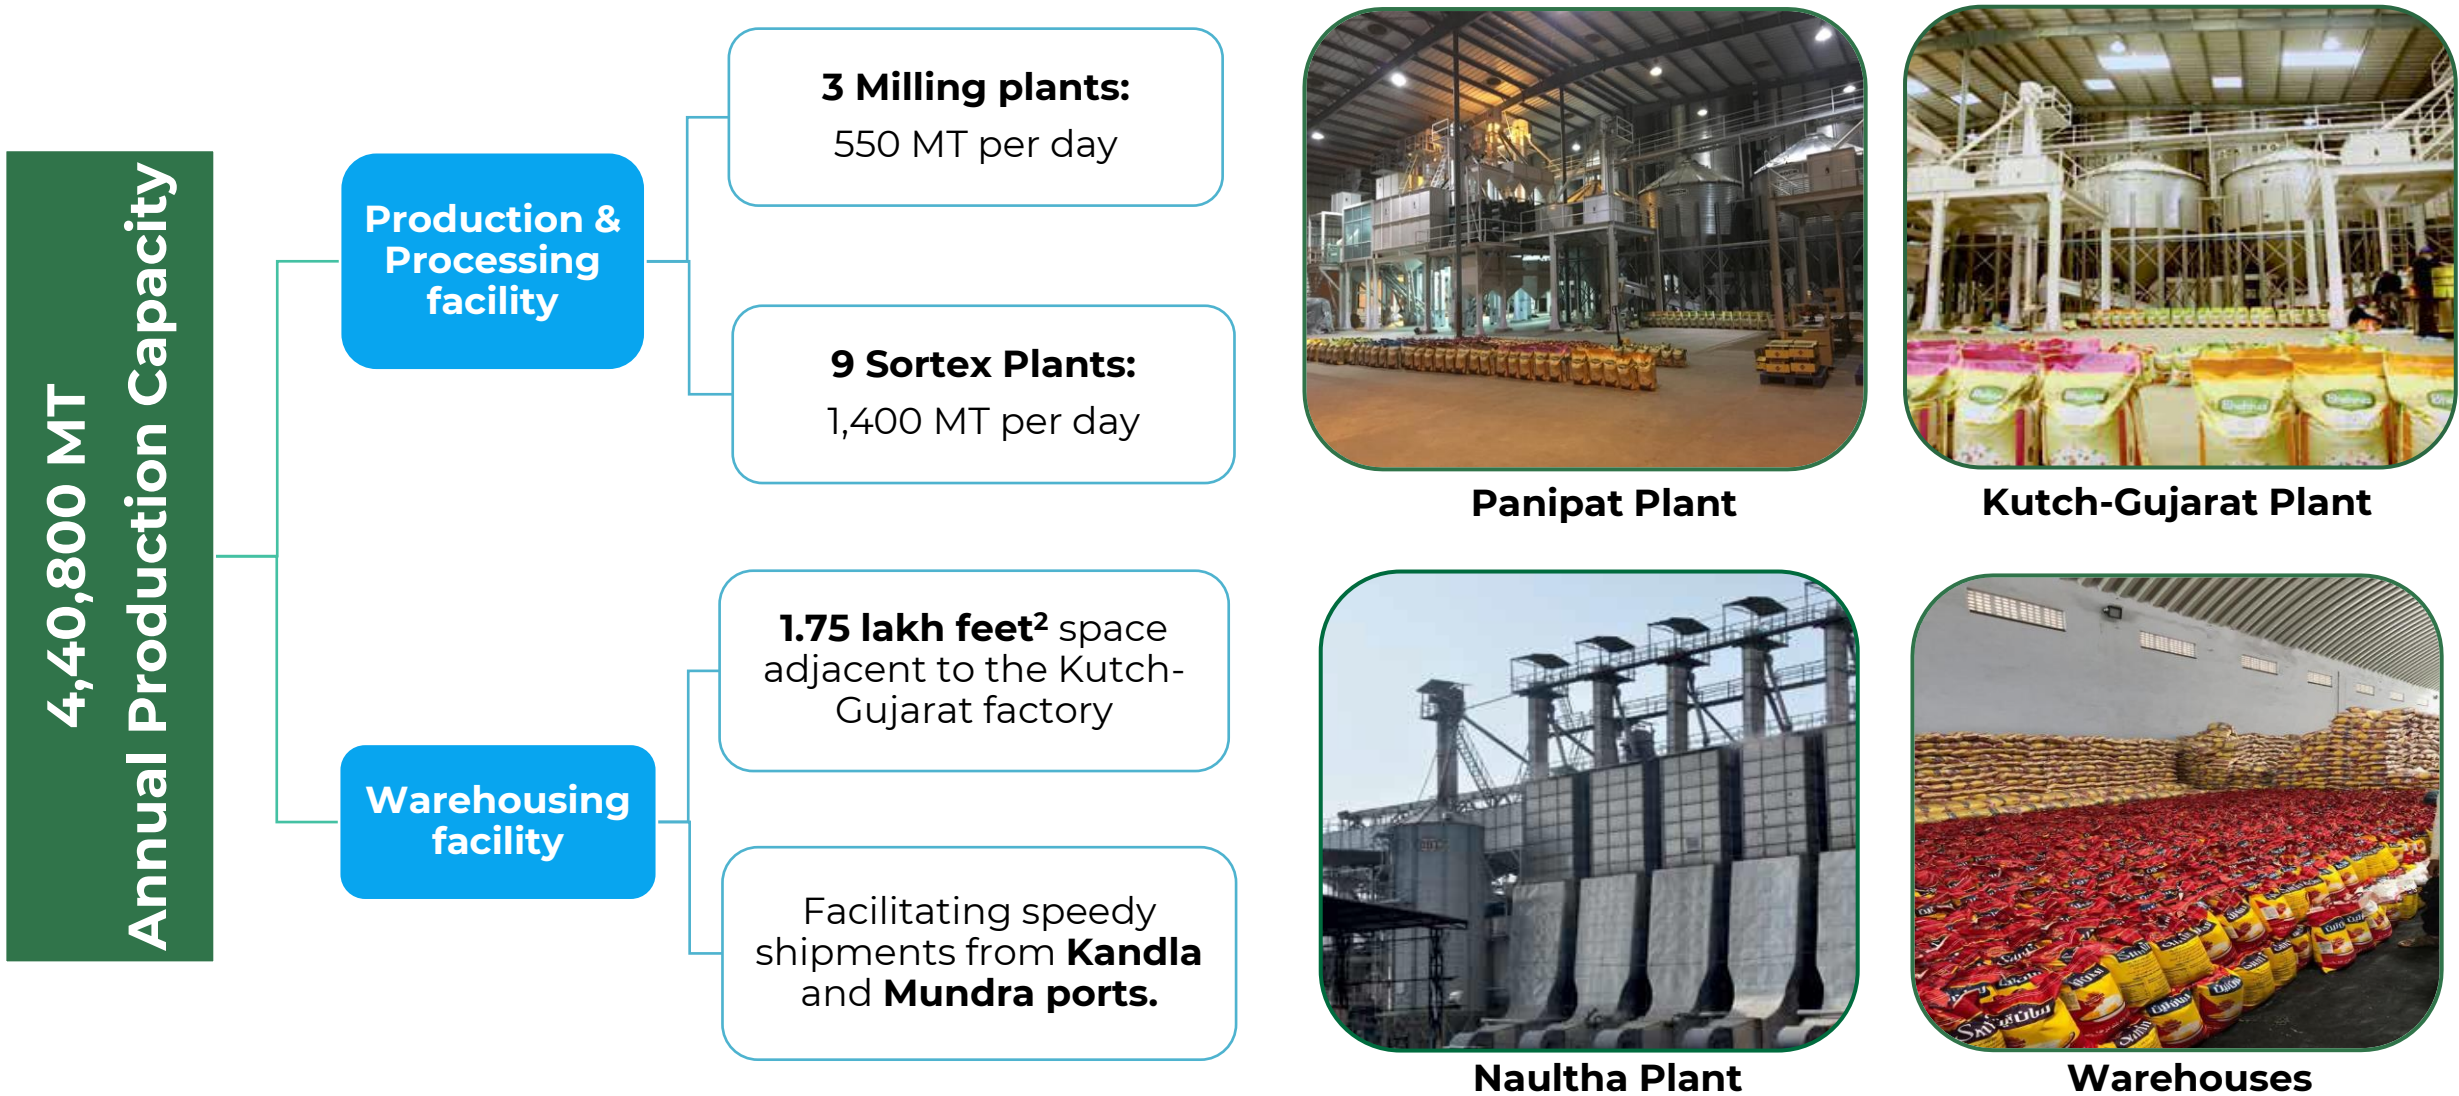 4,40,800 MT
Annual Production Capacity
Production &
Processing
facility
3 Milling plants:
550 MT per day
9 Sortex Plants:
1,400 MT per day
Warehousing
facility
1.75 lakh feet² space
adjacent to the Kutch-
Gujarat factory
Facilitating speedy
shipments from Kandla
and Mundra ports.
Panipat Plant
Kutch-Gujarat Plant
Naultha Plant
Warehouses